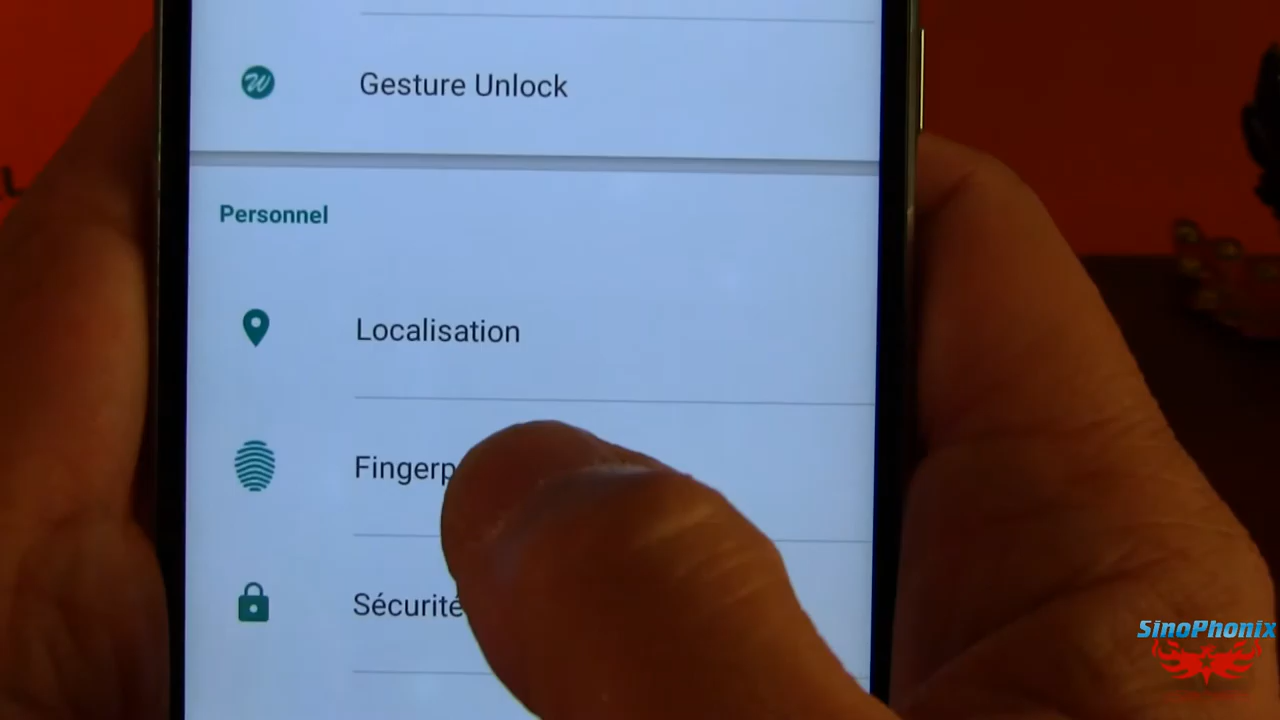 Gesture Unlock
Personnel
Localisation
Fingerp
Sécurité
SinoPhonix